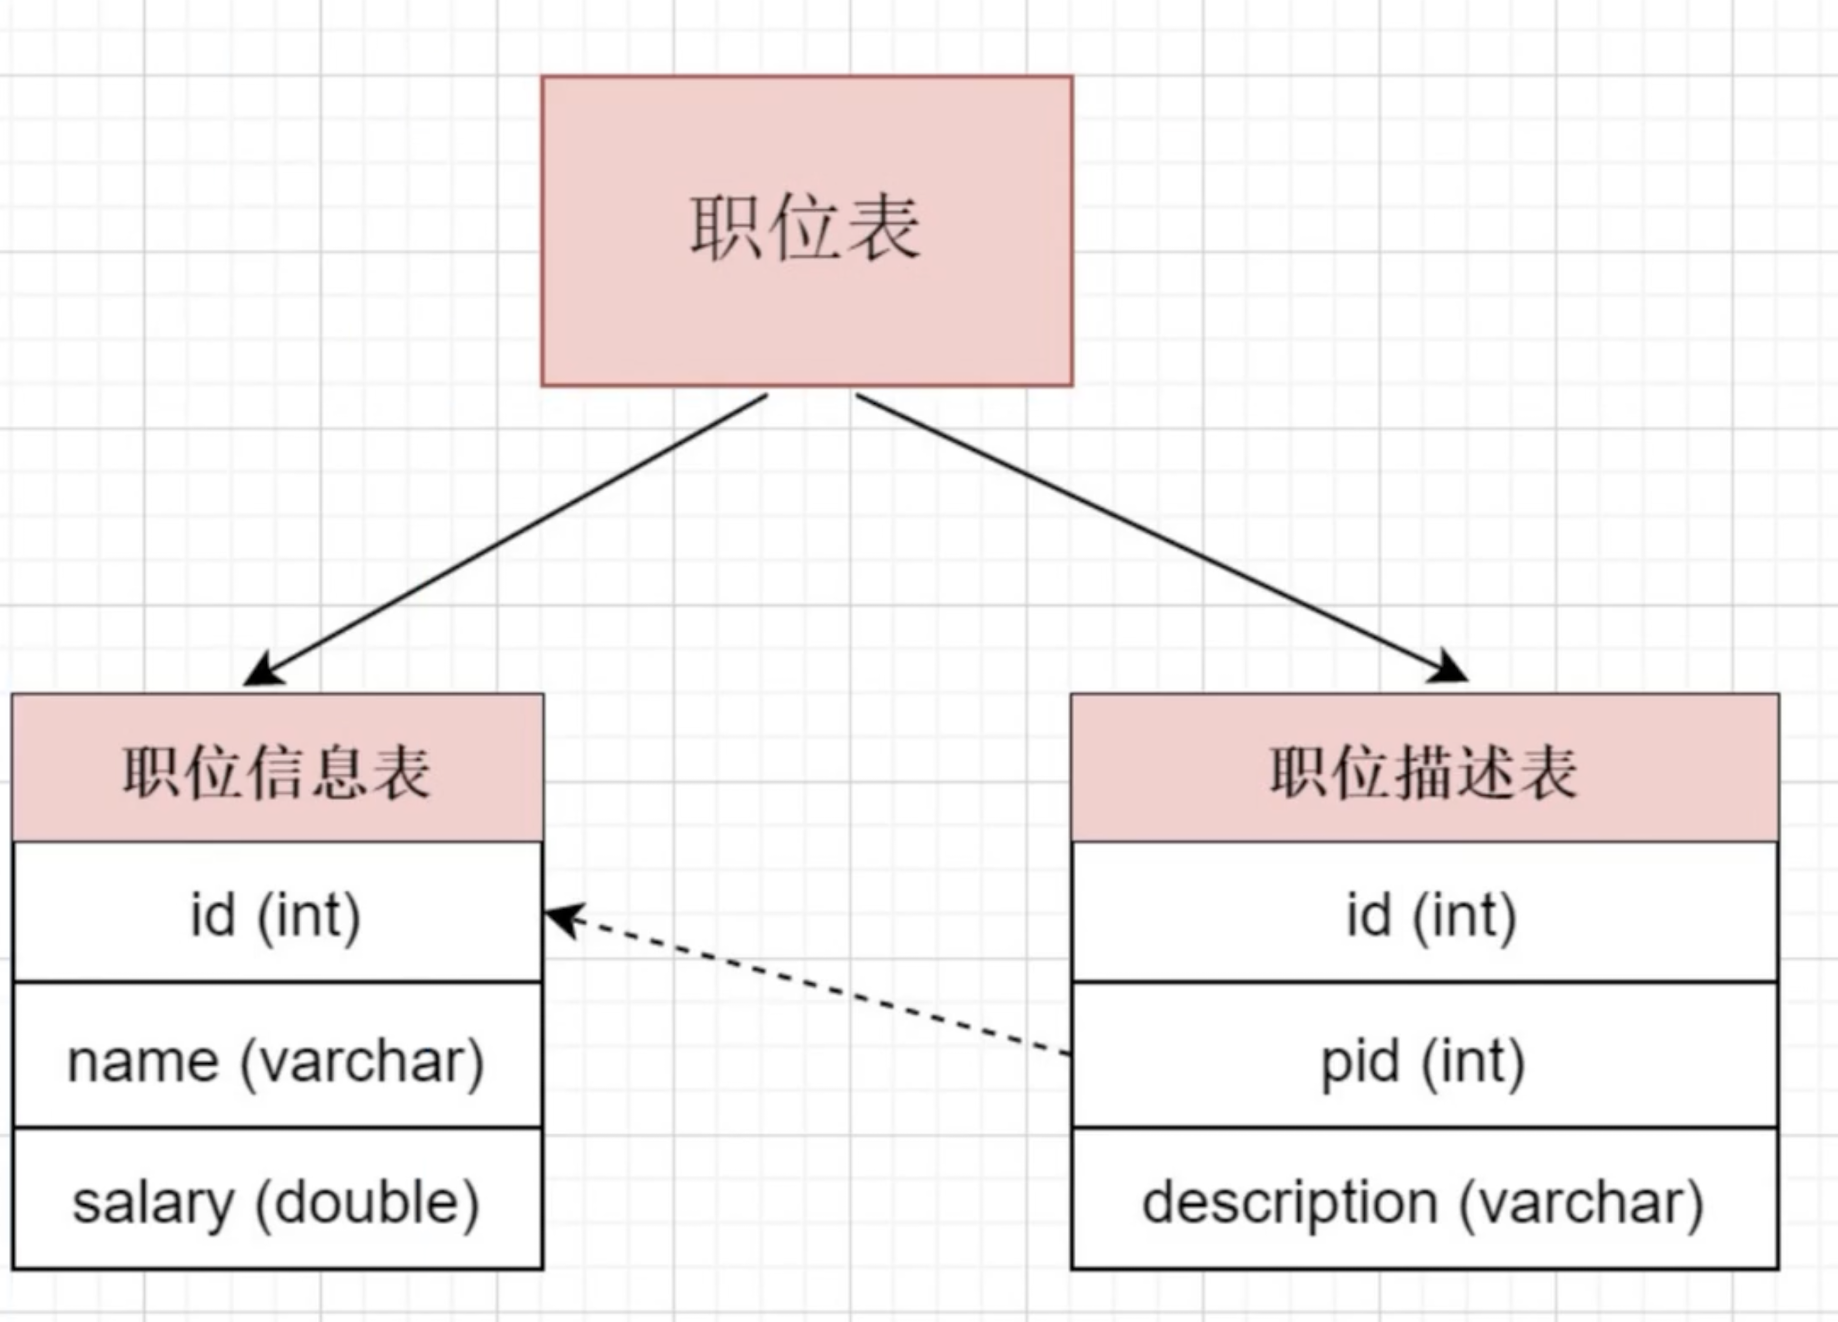 职位表
职位信息表
id (int)
name (varchar)
salary (double)
职位描述表
id (int)
pid (int)
description (varchar)